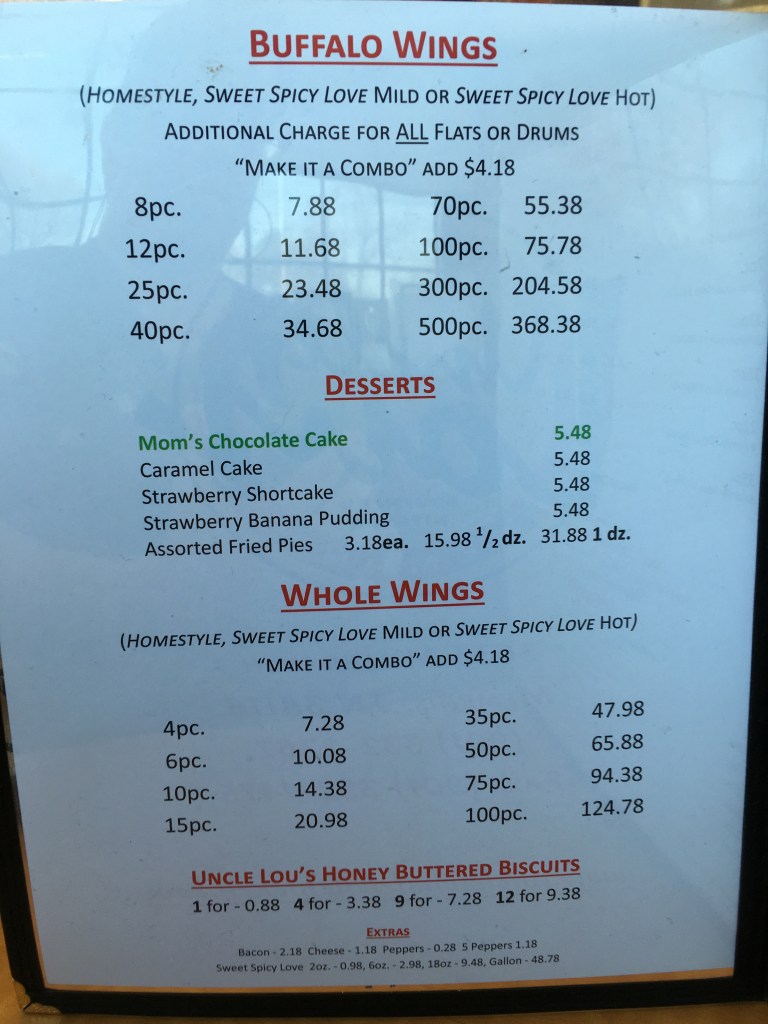 BUFFALO WINGS
(HOMESTYLE, SWEET SPICY LOVE MILD OR SWEET SPICY LOVE HOT)
ADDITIONAL CHARGE FOR ALL FLATS OR DRUMS
“MAKE IT A COMBO” ADD $4.18
8pc. 7.88 70pc. 55.38
12pc. 11.68 100pc. 75.78
25pc. 23.48 300pc. 204.58
40pc. 34.68 500pc. 368.38
DESSERTS
Mom’s Chocolate Cake 5.48
Caramel Cake 5.48
Strawberry Shortcake 5.48
Strawberry Banana Pudding 5.48
Assorted Fried Pies 3.18ea. 15.98 1/2 dz. 31.88 1 dz.
WHOLE WINGS
(HOMESTYLE, SWEET SPICY LOVE MILD OR SWEET SPICY LOVE HOT)
“MAKE IT A COMBO” ADD $4.18
4pc. 7.28 35pc. 47.98
6pc. 10.08 50pc. 65.88
10pc. 14.38 75pc. 94.38
15pc. 20.98 100pc. 124.78
UNCLE LOU’S HONEY BUTTERED BISCUITS
1 for - 0.88 4 for - 3.38 9 for - 7.28 12 for 9.38
EXTRAS
Bacon - 2.18 Cheese - 1.18 Peppers - 0.28 5 Peppers 1.18
Sweet Spicy Love 2oz. - 0.98, 6oz. - 2.98, 18oz - 9.48, Gallon - 48.78